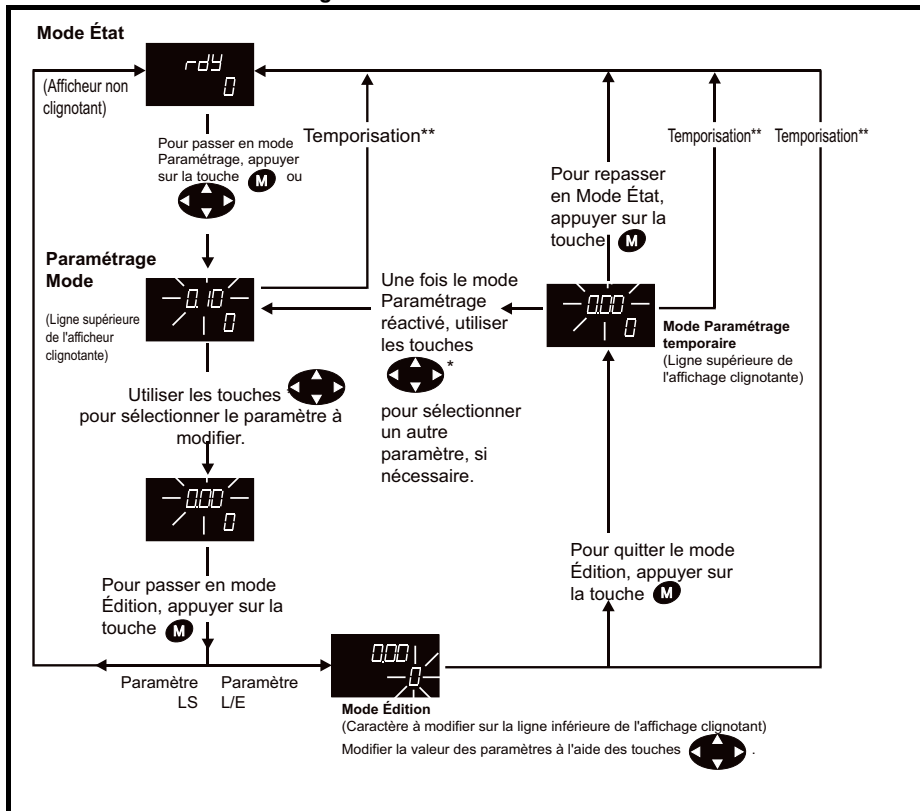 Mode État
rdY
0
(Afficheur non
clignotant)
Pour passer en mode
Paramétrage, appuyer
sur la touche M ou
Temporisation**
Temporisation**
Temporisation**
Pour repasser
en Mode État,
appuyer sur la
touche M
Paramétrage
Mode
(Ligne supérieure
de l'afficheur
clignotante)
0.10
0
Une fois le mode
Paramétrage
réactivé, utiliser
les touches
*
pour sélectionner
un autre
paramètre, si
nécessaire.
0.00
0
Mode Paramétrage
temporaire
(Ligne supérieure de
l'affichage clignotante)
Utiliser les touches *
pour sélectionner le paramètre à
modifier.
0.00
0
Pour passer en mode
Édition, appuyer sur la
touche M
Pour quitter le mode
Édition, appuyer sur
la touche M
Paramètre
LS
Paramètre
L/E
0.00
0
Mode Édition
(Caractère à modifier sur la ligne inférieure de l'affichage clignotant)
Modifier la valeur des paramètres à l'aide des touches .